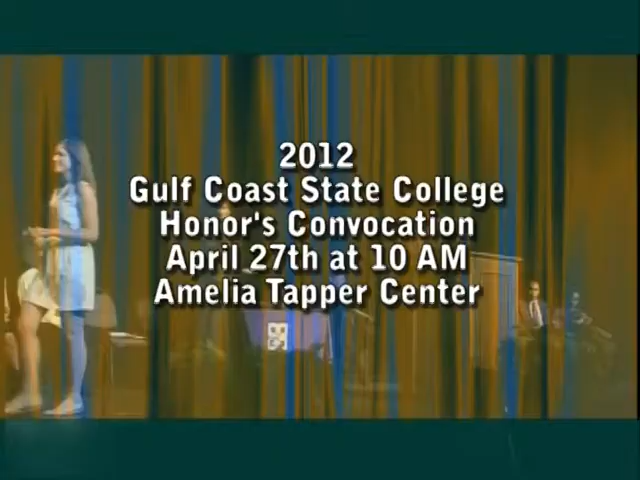 2012
Gulf Coast State College
Honor's Convocation
April 27th at 10 AM
Amelia Tapper Center